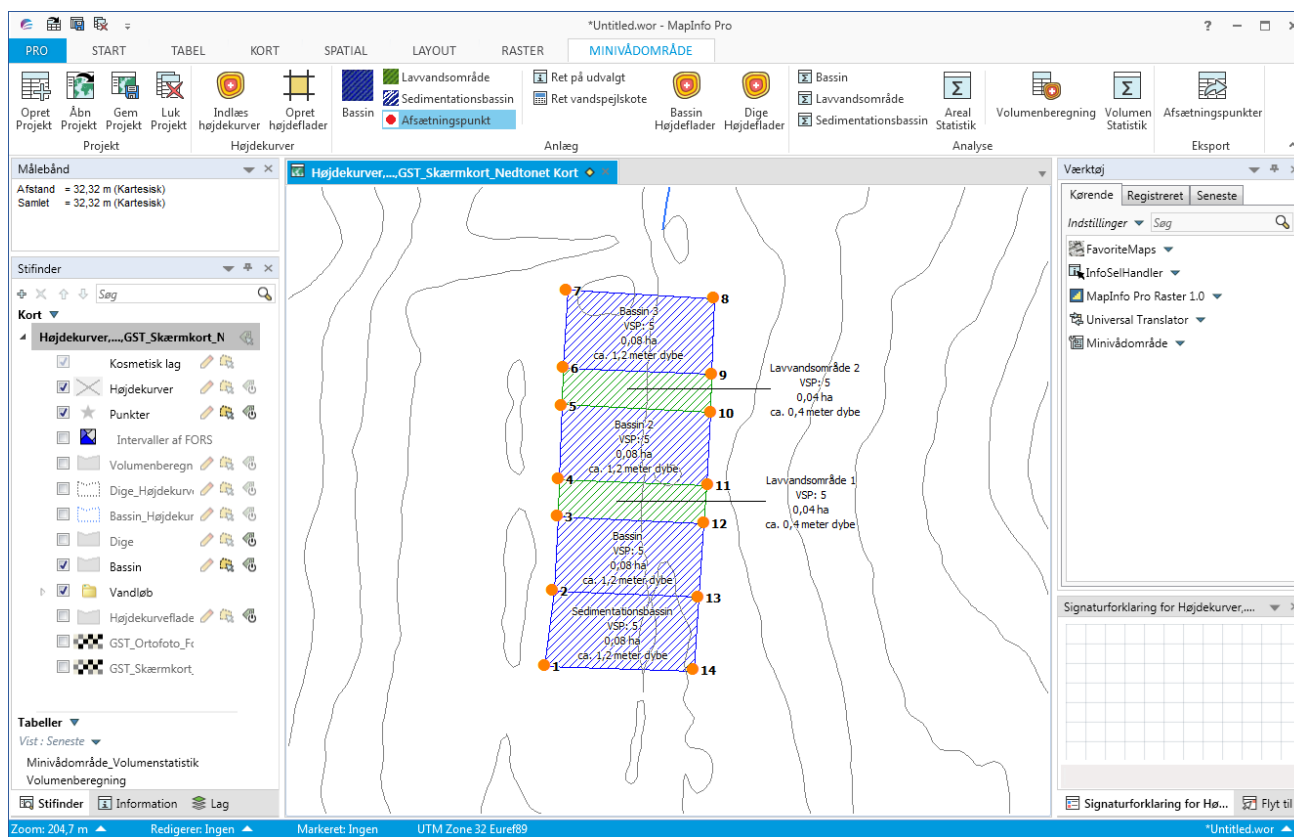 *Untitled.wor - MapInfo Pro
PRO START TABEL KORT SPATIAL LAYOUT RASTER MINIVÅDOMRÅDE
Opret Projekt
Åbn Projekt
Gem Projekt
Luk Projekt
Projekt
Indlæs højdekurver
Opret højdeflader
Højdekurver
Bassin
Lavvandsområde
Sedimentationsbassin
Afsætningspunkt
Ret på udvalgt
Ret vandspejlskote
Bassin Højdeflader
Dige Højdeflader
Anlæg
Bassin
Lavvandsområde
Sedimentationsbassin
Areal Statistik
Volumenberegning
Volumen Statistik
Analyse
Afsætningspunkter
Eksport
Målebånd
Afstand = 32,32 m (Kartesisk)
Samlet = 32,32 m (Kartesisk)
Stifinder
Søg
Kort
Højdekurver,...,GST_Skærmkort_N
Kosmetisk lag
Højdekurver
Punkter
Intervaller af FORS
Volumenberegn
Dige_Højdekurv
Bassin_Højdekur
Dige
Bassin
Vandløb
Højdekurveflade
GST_Ortofoto_Fo
GST_Skærmkort_
Tabeller
Vist : Seneste
Minivådområde_Volumenstatistik
Volumenberegning
Stifinder Information Lag
Højdekurver,...,GST_Skærmkort_Nedtonet Kort
7
8
Bassin 3
VSP: 5
0,08 ha
ca. 1,2 meter dybe
6
9
Lavvandsområde 2
VSP: 5
0,04 ha
ca. 0,4 meter dybe
5
10
Bassin 2
VSP: 5
0,08 ha
ca. 1,2 meter dybe
4
11
Lavvandsområde 1
VSP: 5
0,04 ha
ca. 0,4 meter dybe
3
12
Bassin
VSP: 5
0,08 ha
ca. 1,2 meter dybe
2
13
Sedimentationsbassin
VSP: 5
0,08 ha
ca. 1,2 meter dybe
1
14
Værktøj
Kørende Registreret Seneste
Indstillinger Søg
FavoriteMaps
InfoSelHandler
MapInfo Pro Raster 1.0
Universal Translator
Minivådområde
Signaturforklaring for Højdekurver,....
Signaturforklaring for Hø... Flyt til
Zoom: 204,7 m Redigerer: Ingen Markeret: Ingen UTM Zone 32 Euref89 *Untitled.wor